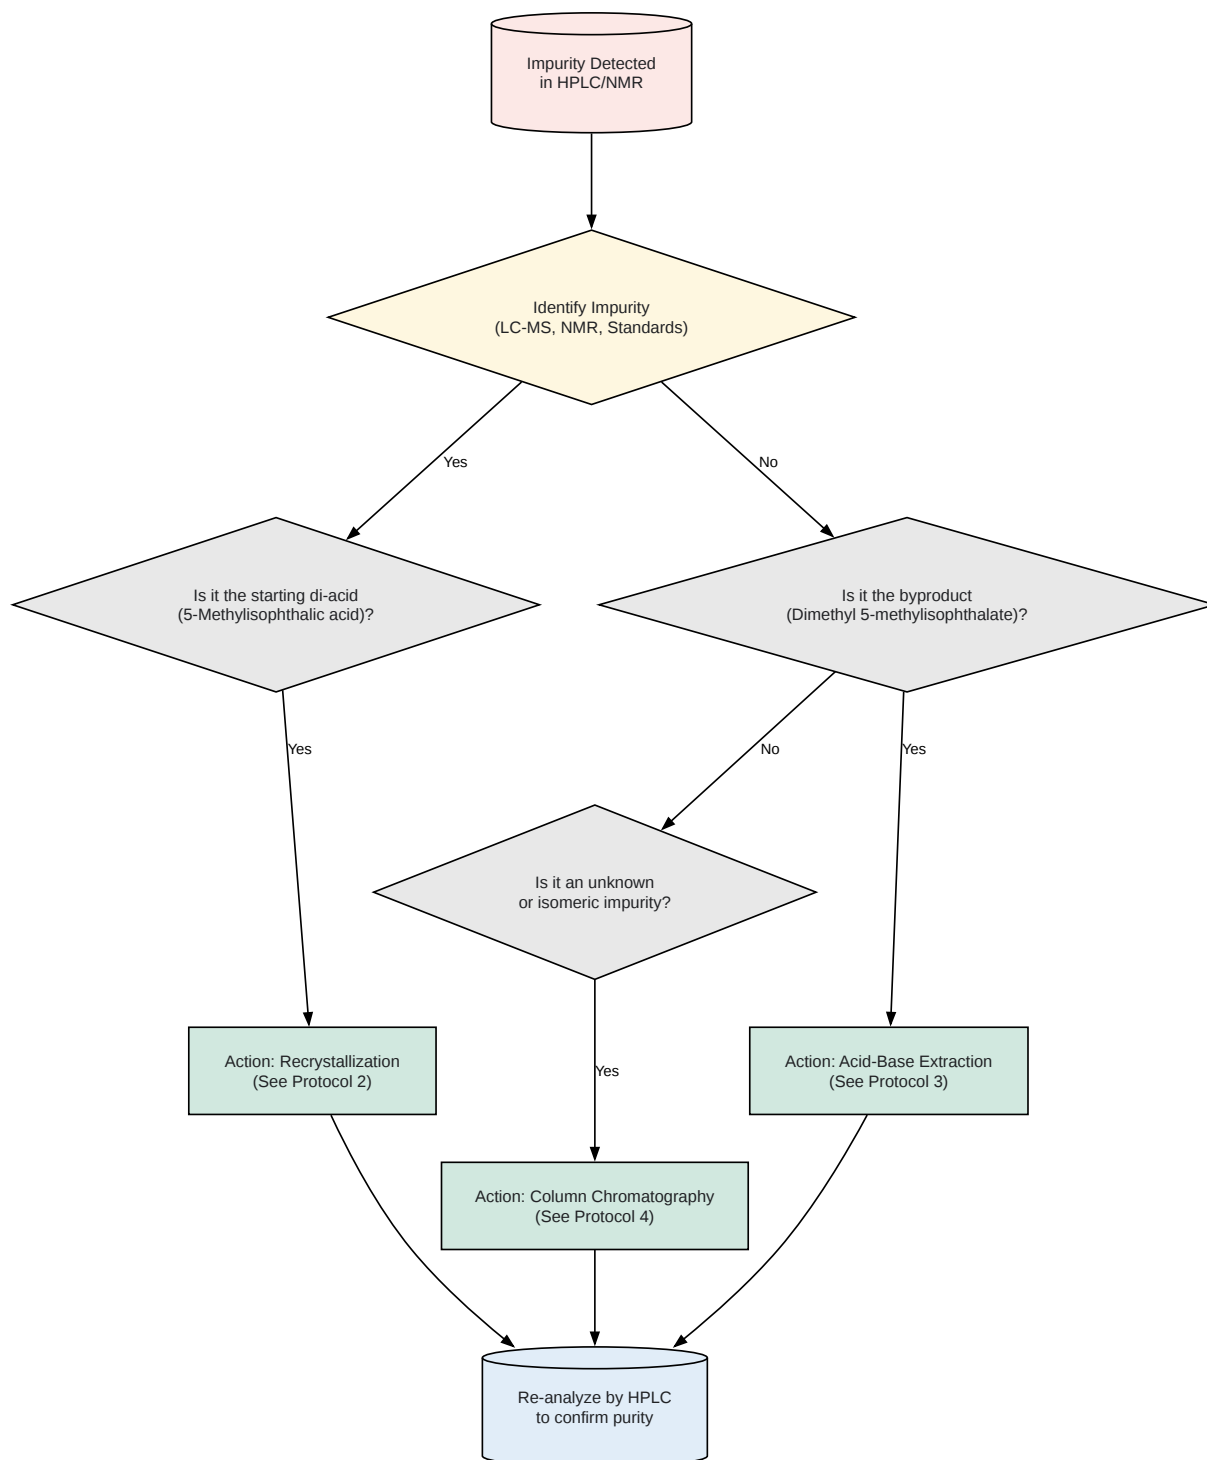 Impurity Detected
in HPLC/NMR
Identify Impurity
(LC-MS, NMR, Standards)
Yes
No
Is it the starting di-acid
(5-Methylisophthalic acid)?
Is it the byproduct
(Dimethyl 5-methylisophthalate)?
Yes
No
Yes
Is it an unknown
or isomeric impurity?
Action: Recrystallization
(See Protocol 2)
Yes
Action: Acid-Base Extraction
(See Protocol 3)
Action: Column Chromatography
(See Protocol 4)
Re-analyze by HPLC
to confirm purity